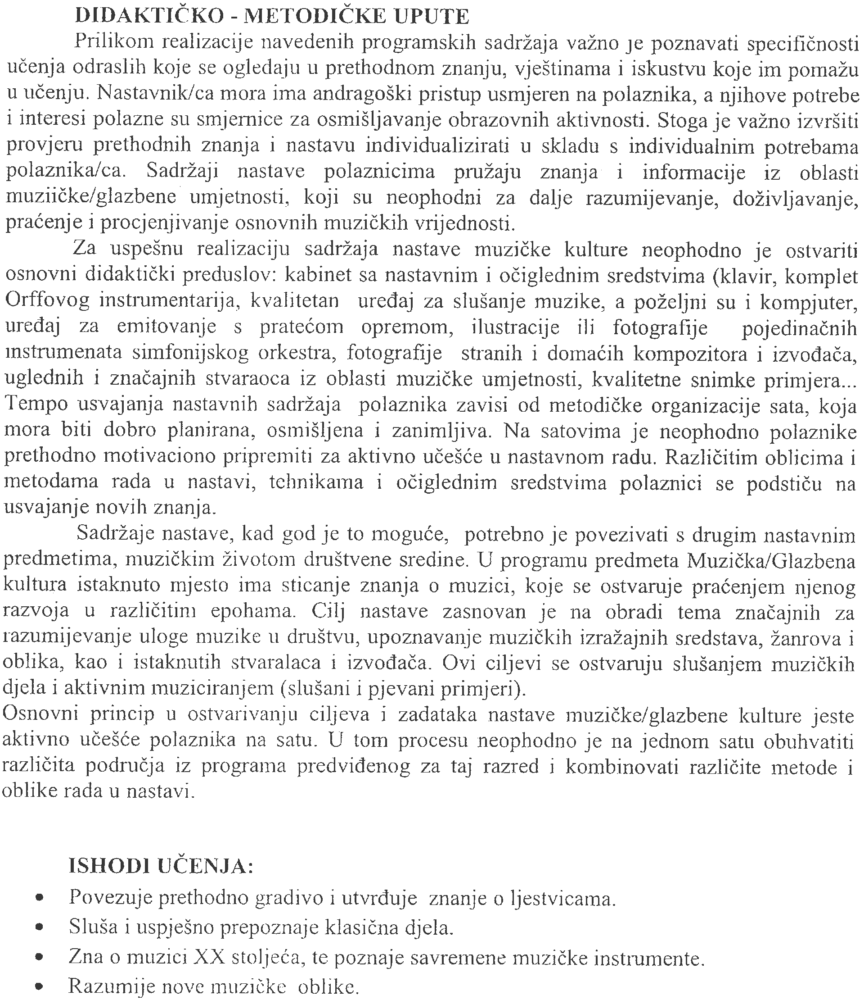 DIDAKTIČKO - METODIČKE UPUTE
Prilikom realizacije navedenih programskih sadržaja važno je poznavati specifičnosti
učenja odraslih koje se ogledaju u prethodnom znanju, vještinama i iskustvu koje im pomažu
u učenju. Nastavnik/ca mora ima andragoški pristup usmjeren na polaznika, a njihove potrebe
i interesi polazne su smjernice za osmišljavanje obrazovnih aktivnosti. Stoga je važno izvršiti
provjeru prethodnih znanja i nastavu individualizirati u skladu s individualnim potrebama
polaznika/ca. Sadržaji nastave polaznicima pružaju znanja i informacije iz oblasti
muziičke/glazbene umjetnosti, koji su neophodni za dalje razumijevanje, doživljavanje,
praćenje i procjenjivanje osnovnih muzičkih vrijednosti.
Za uspešnu realizaciju sadržaja nastave muzičke kulture neophodno je ostvariti
osnovni didaktički preduslov: kabinet sa nastavnim i očiglednim sredstvima (klavir, komplet
Orffovog instrumentarija, kvalitetan uređaj za slušanje muzike, a poželjni su i kompjuter,
uređaj za emitovanje s pratećom opremom, ilustracije ili fotografije pojedinačnih
instrumenata simfonijskog orkestra, fotografije stranih i domaćih kompozitora i izvođača,
uglednih i značajnih stvaraoca iz oblasti muzičke umjetnosti, kvalitetne snimke primjera...
Tempo usvajanja nastavnih sadržaja polaznika zavisi od metodičke organizacije sata, koja
mora biti dobro planirana, osmišljena i zanimljiva. Na satovima je neophodno polaznike
prethodno motivaciono pripremiti za aktivno učešće u nastavnom radu. Različitim oblicima i
metodama rada u nastavi, tehnikama i očiglednim sredstvima polaznici se podstiču na
usvajanje novih znanja.
Sadržaje nastave, kad god je to moguće, potrebno je povezivati s drugim nastavnim
predmetima, muzičkim životom društvene sredine. U programu predmeta Muzička/Glazbena
kultura istaknuto mjesto ima sticanje znanja o muzici, koje se ostvaruje praćenjem njenog
razvoja u različitim epohama. Cilj nastave zasnovan je na obradi tema značajnih za
razumijevanje uloge muzike u društvu, upoznavanje muzičkih izražajnih sredstava, žanrova i
oblika, kao i istaknutih stvaralaca i izvođača. Ovi ciljevi se ostvaruju slušanjem muzičkih
djela i aktivnim muziciranjem (slušani i pjevani primjeri).
Osnovni princip u ostvarivanju ciljeva i zadataka nastave muzičke/glazbene kulture jeste
aktivno učešće polaznika na satu. U tom procesu neophodno je na jednom satu obuhvatiti
različita područja iz programa predviđenog za taj razred i kombinovati različite metode i
oblike rada u nastavi.
ISHODI UČENJA:
• Povezuje prethodno gradivo i utvrđuje znanje o ljestvicama.
• Sluša i uspješno prepoznaje klasična djela.
• Zna o muzici XX stoljeća, te poznaje savremene muzičke instrumente.
• Razumije nove muzičke oblike.